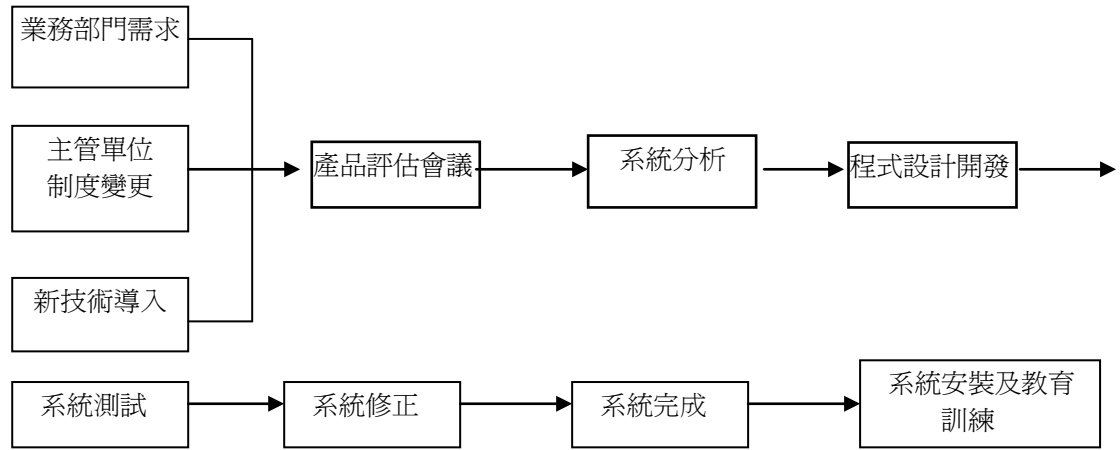 業務部門需求
主管單位
制度變更
產品評估會議
系統分析
程式設計開發
新技術導入
系統測試
系統修正
系統完成
系統安裝及教育
訓練